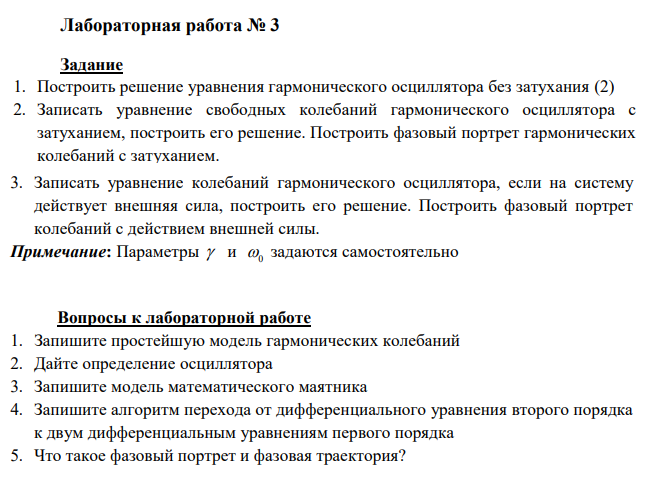 Лабораторная работа № 3
Задание
1. Построить решение уравнения гармонического осциллятора без затухания (2)
2. Записать уравнение свободных колебаний гармонического осциллятора с
затуханием, построить его решение. Построить фазовый портрет гармонических
колебаний с затуханием.
3. Записать уравнение колебаний гармонического осциллятора, если на систему
действует внешняя сила, построить его решение. Построить фазовый портрет
колебаний с действием внешней силы.
Примечание: Параметры γ и ω₀ задаются самостоятельно
Вопросы к лабораторной работе
1. Запишите простейшую модель гармонических колебаний
2. Дайте определение осциллятора
3. Запишите модель математического маятника
4. Запишите алгоритм перехода от дифференциального уравнения второго порядка
к двум дифференциальным уравнениям первого порядка
5. Что такое фазовый портрет и фазовая траектория?